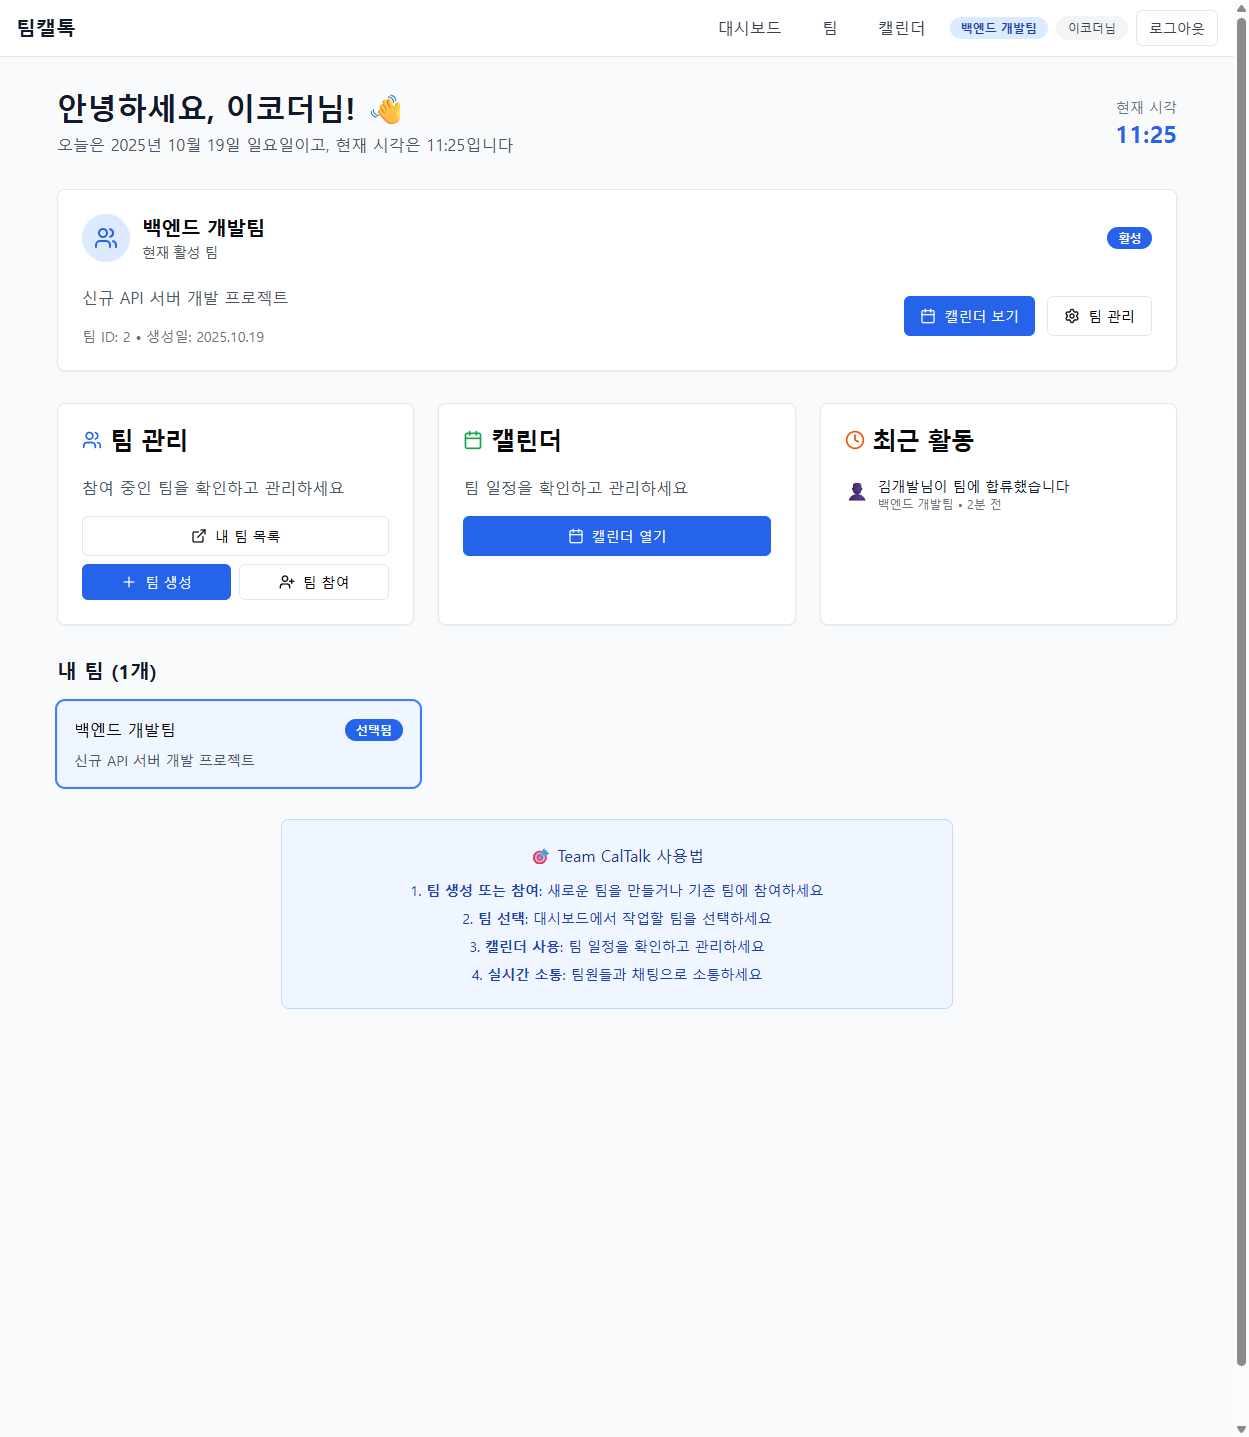 팀캘톡
대시보드 팀 캘린더 백엔드 개발팀 이코더님 로그아웃
안녕하세요, 이코더님! 👋
오늘은 2025년 10월 19일 일요일이고, 현재 시각은 11:25입니다
현재 시각
11:25
백엔드 개발팀
현재 활성 팀
활성
신규 API 서버 개발 프로젝트
팀 ID: 2 • 생성일: 2025.10.19
캘린더 보기
팀 관리
팀 관리
참여 중인 팀을 확인하고 관리하세요
내 팀 목록
팀 생성
팀 참여
캘린더
팀 일정을 확인하고 관리하세요
캘린더 열기
최근 활동
김개발님이 팀에 합류했습니다
백엔드 개발팀 • 2분 전
내 팀 (1개)
백엔드 개발팀
선택됨
신규 API 서버 개발 프로젝트
🎯 Team CalTalk 사용법
1. 팀 생성 또는 참여: 새로운 팀을 만들거나 기존 팀에 참여하세요
2. 팀 선택: 대시보드에서 작업할 팀을 선택하세요
3. 캘린더 사용: 팀 일정을 확인하고 관리하세요
4. 실시간 소통: 팀원들과 채팅으로 소통하세요